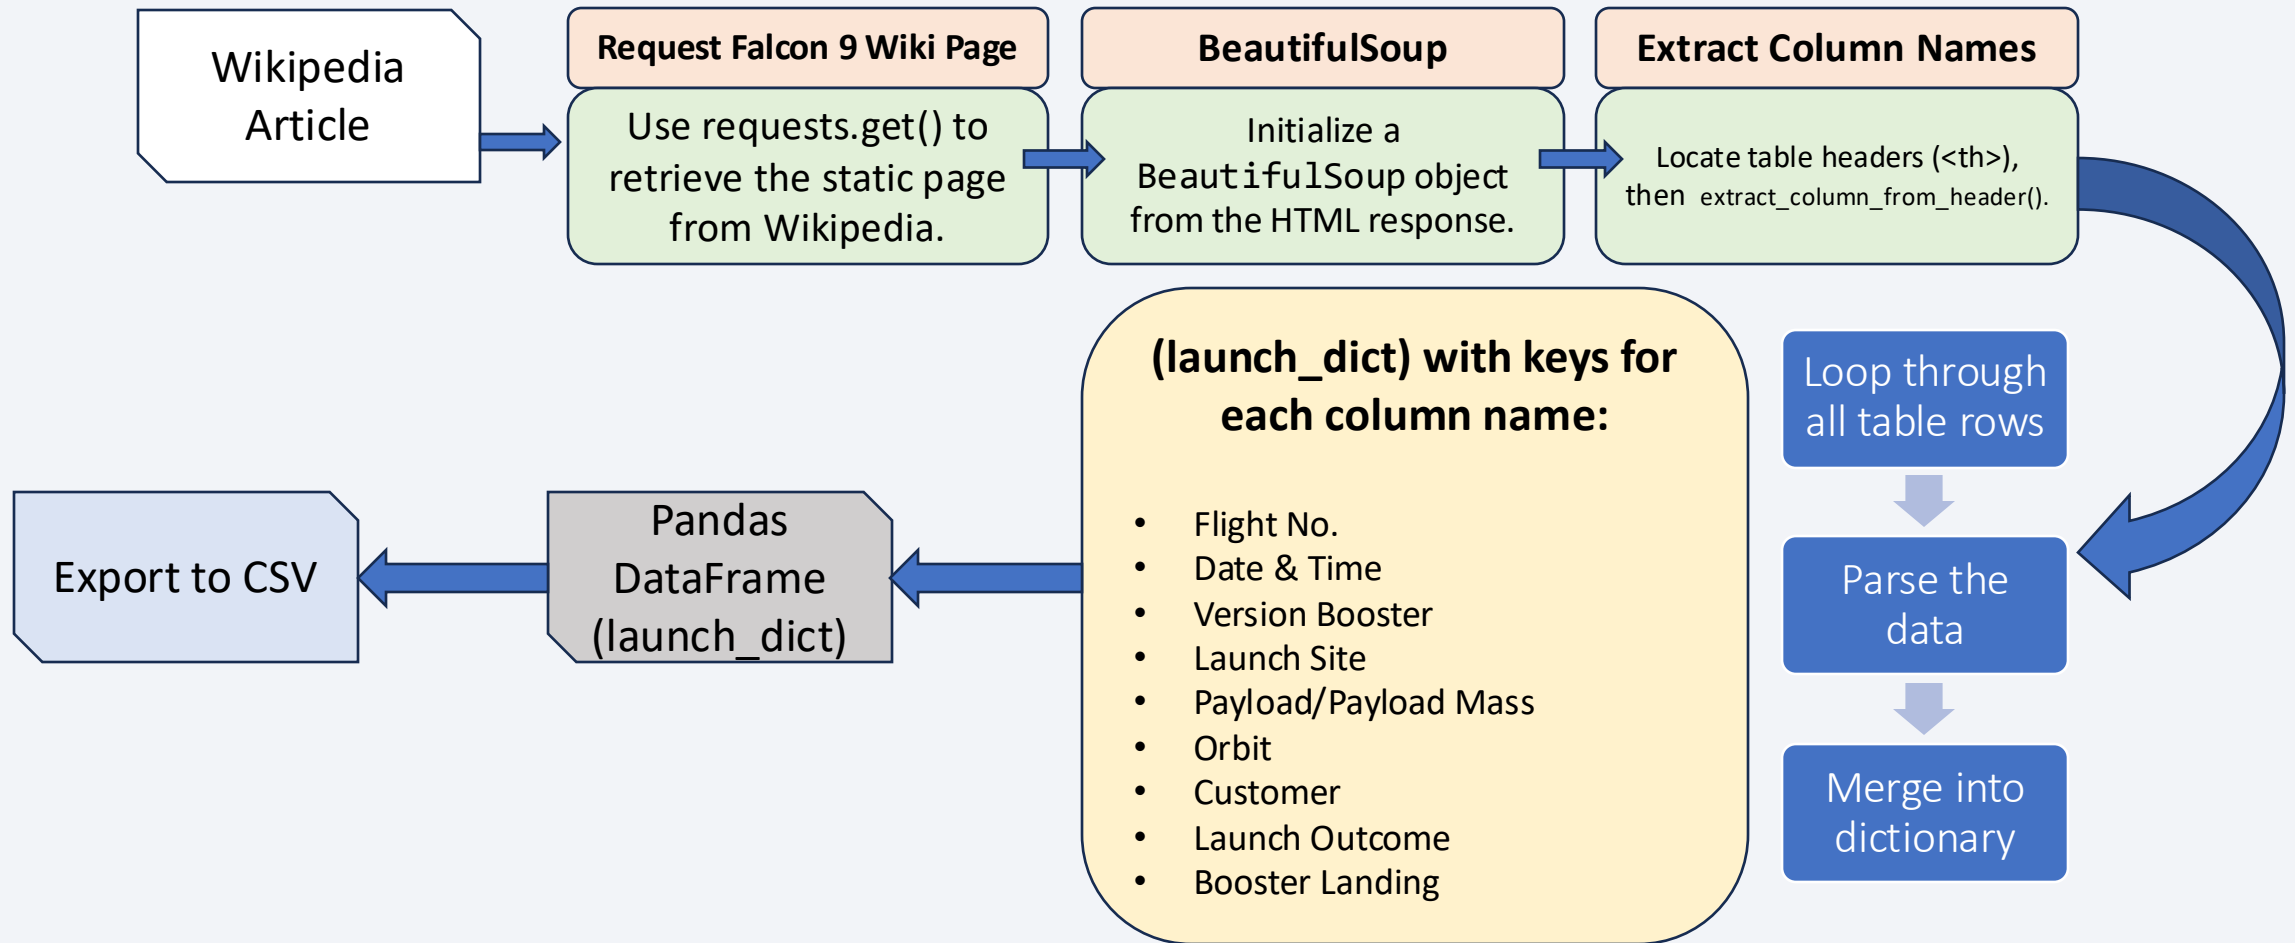 Wikipedia
Article
Request Falcon 9 Wiki Page
Use requests.get() to
retrieve the static page
from Wikipedia.
BeautifulSoup
Initialize a
BeautifulSoup object
from the HTML response.
Extract Column Names
Locate table headers (<th>),
then extract_column_from_header().
Loop through
all table rows
Parse the
data
Merge into
dictionary
(launch_dict) with keys for
each column name:
• Flight No.
• Date & Time
• Version Booster
• Launch Site
• Payload/Payload Mass
• Orbit
• Customer
• Launch Outcome
• Booster Landing
Pandas
DataFrame
(launch_dict)
Export to CSV